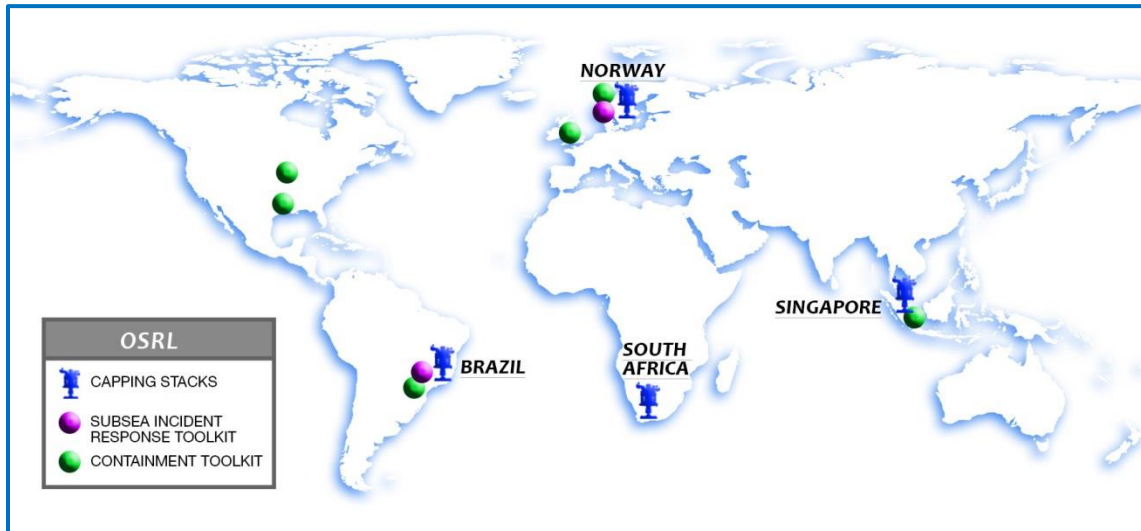 NORWAY
SINGAPORE
SOUTH
AFRICA
BRAZIL
OSRL
CAPPING STACKS
SUBSEA INCIDENT
RESPONSE TOOLKIT
CONTAINMENT TOOLKIT